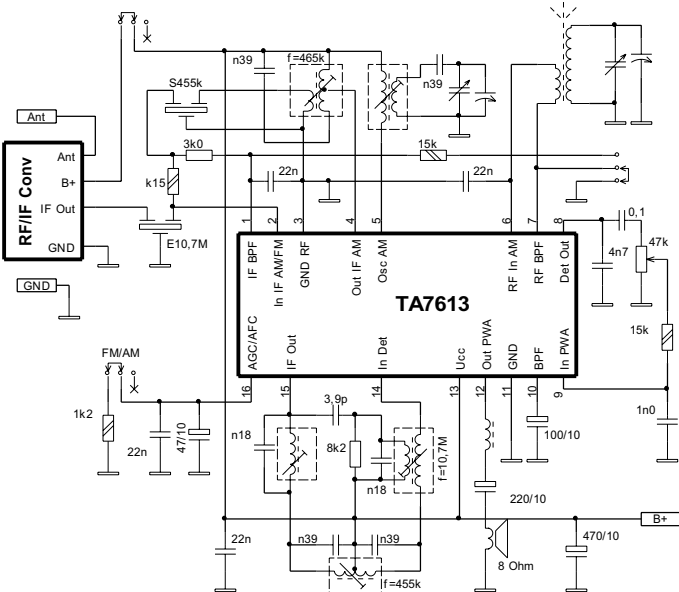 n39
f=465k
S455k
n39
Ant
3k0
15k
RF/IF Conv
Ant
B+
IF Out
GND
k15
22n
22n
E10,7M
1
2
3
4
5
6
7
8
0,1
47k
4n7
IF BPF
In IF AM/FM
GND RF
Out IF AM
Osc AM
RF In AM
RF BPF
Det Out
GND
TA7613
15k
AGC/AFC
IF Out
In Det
Ucc
Out PWA
GND
BPF
In PWA
FM/AM
16
15
14
13
12
11
10
9
3,9p
1k2
22n
47/10
n18
8k2
n18
f=10,7M
100/10
1n0
220/10
B+
22n
n39
n39
470/10
8 Ohm
f=455k